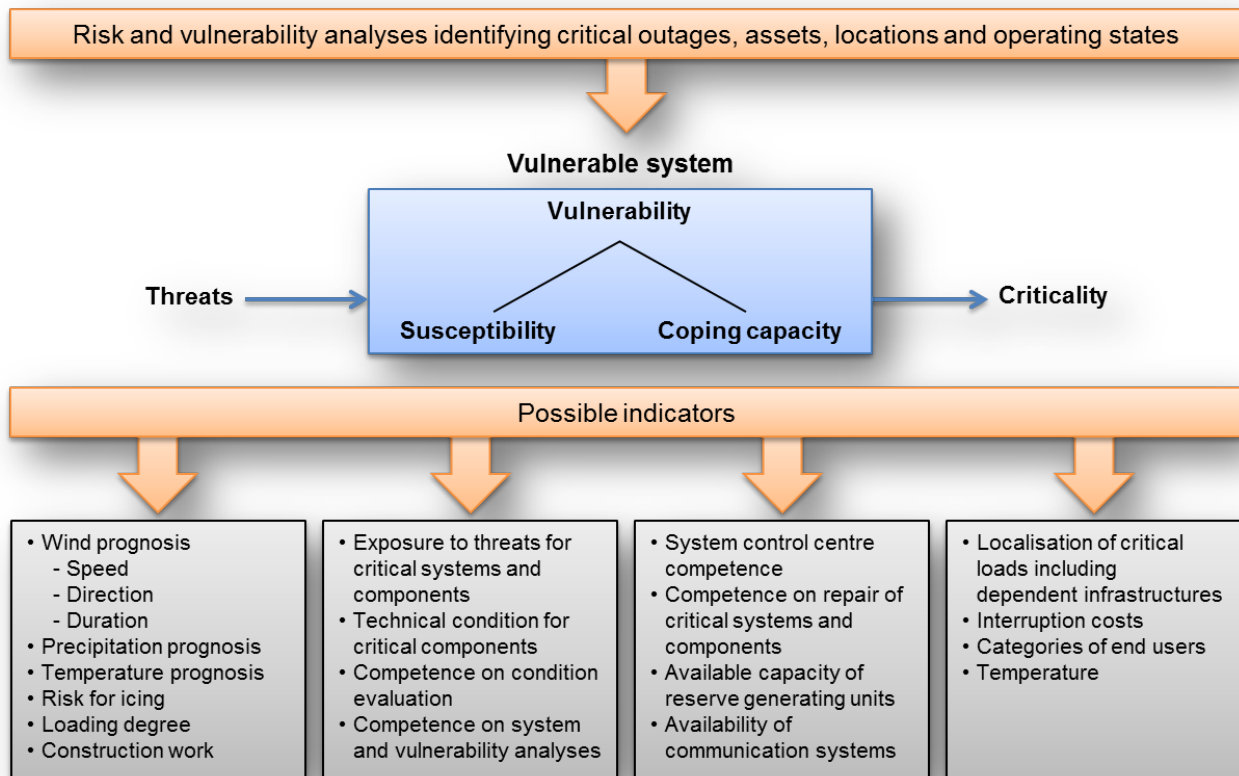 Risk and vulnerability analyses identifying critical outages, assets, locations and operating states
Vulnerable system
Vulnerability
Threats
Criticality
Susceptibility
Coping capacity
Possible indicators
• Wind prognosis
- Speed
- Direction
- Duration
• Precipitation prognosis
• Temperature prognosis
• Risk for icing
• Loading degree
• Construction work
• Exposure to threats for
critical systems and
components
• Technical condition for
critical components
• Competence on condition
evaluation
• Competence on system
and vulnerability analyses
• System control centre
competence
• Competence on repair of
critical systems and
components
• Available capacity of
reserve generating units
• Availability of
communication systems
• Localisation of critical
loads including
dependent infrastructures
• Interruption costs
• Categories of end users
• Temperature